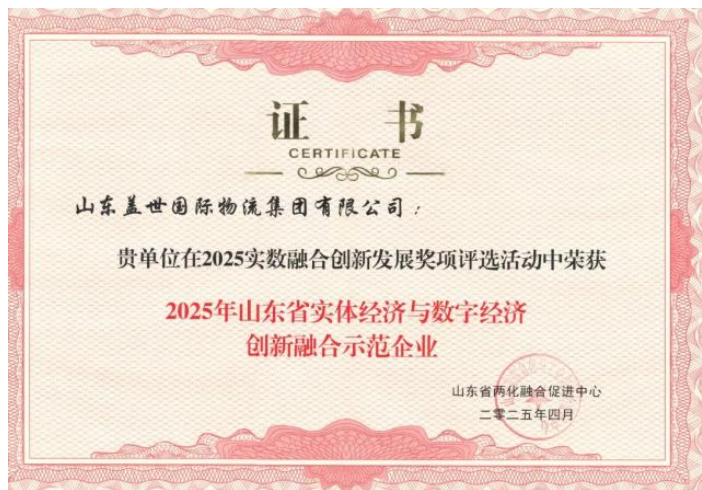 证 书
CERTIFICATE
山东盖世国际物流集团有限公司：
贵单位在2025实数融合创新发展奖项评选活动中荣获
2025年山东省实体经济与数字经济
创新融合示范企业
山东省两化融合促进中心
二零二五年四月